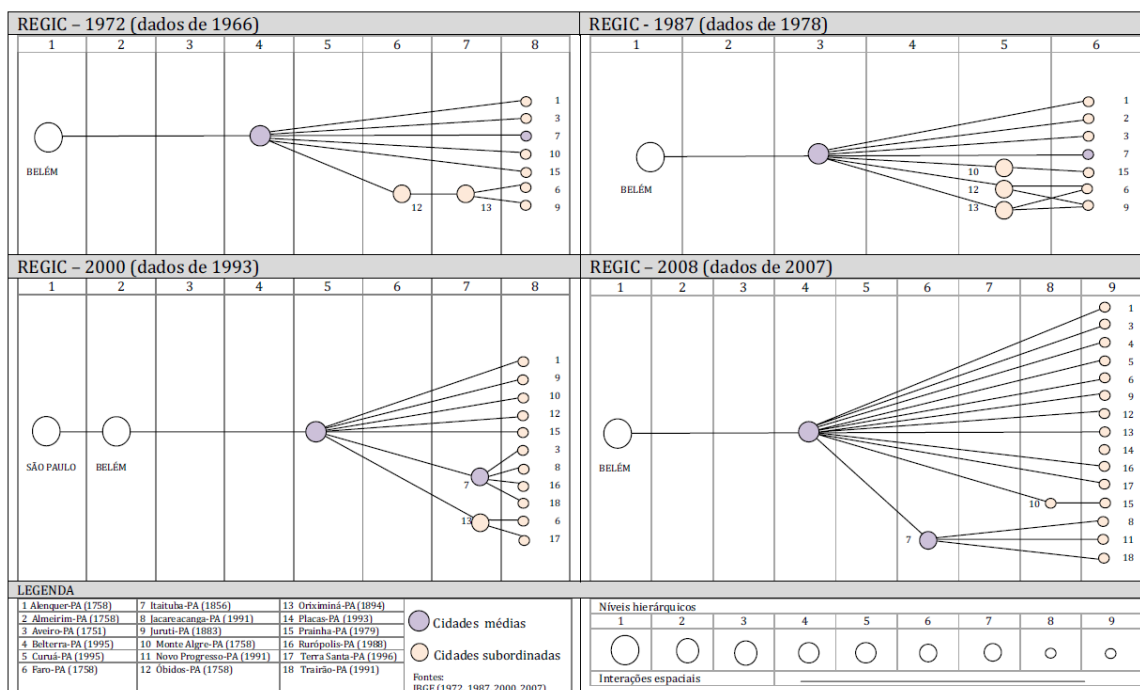 REGIC – 1972 (dados de 1966)
1 2 3 4 5 6 7 8
1
3
7
10
15
6
9
12
13
BELÉM
REGIC - 1987 (dados de 1978)
1 2 3 4 5 6
1
2
3
7
15
6
9
10
12
13
BELÉM
REGIC – 2000 (dados de 1993)
1 2 3 4 5 6 7 8
1
9
10
12
15
3
8
16
18
6
17
7
13
SÃO PAULO BELÉM
REGIC – 2008 (dados de 2007)
1 2 3 4 5 6 7 8 9
1
3
4
5
6
9
12
13
14
16
17
15
8
11
18
10
7
BELÉM
LEGENDA
1 Alenquer-PA (1758) 7 Itaituba-PA (1856) 13 Oriximiná-PA (1894)
2 Almeirim-PA (1758) 8 Jacareacanga-PA (1991) 14 Placas-PA (1993)
3 Aveiro-PA (1751) 9 Juruti-PA (1883) 15 Prainha-PA (1979)
4 Belterra-PA (1995) 10 Monte Algre-PA (1758) 16 Rurópolis-PA (1988)
5 Curuá-PA (1995) 11 Novo Progresso-PA (1991) 17 Terra Santa-PA (1996)
6 Faro-PA (1758) 12 Óbidos-PA (1758) 18 Trairão-PA (1991)
Cidades médias
Cidades subordinadas
Fontes:
IBGE (1972, 1987, 2000, 2007)
Níveis hierárquicos
1 2 3 4 5 6 7 8 9
Interações espaciais